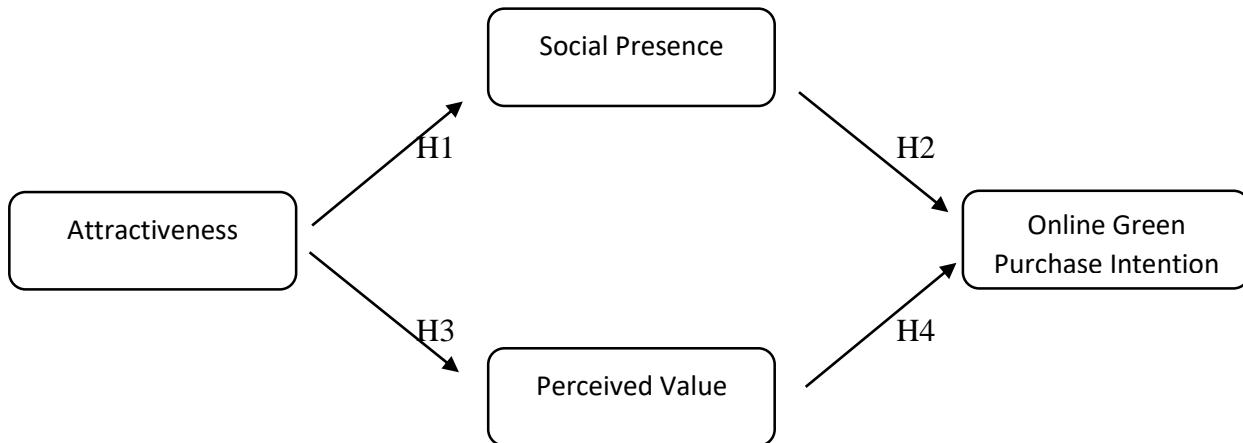 Social Presence
H1
H2
Attractiveness
Online Green
Purchase Intention
H3
H4
Perceived Value